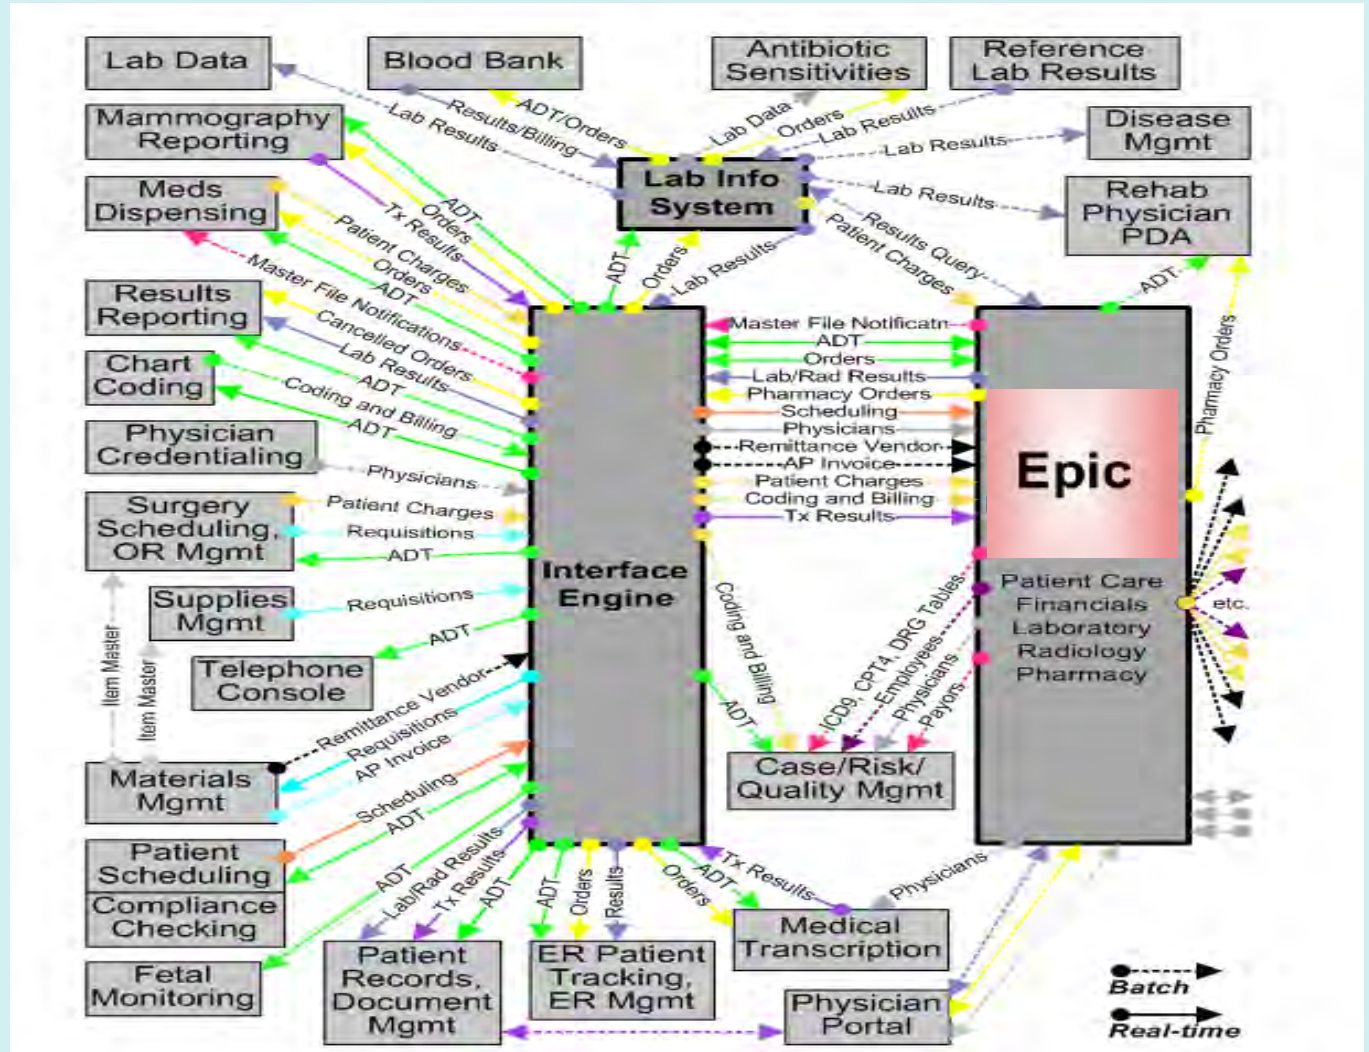 Lab Data
Blood Bank
Antibiotic
Sensitivities
Reference
Lab Results
Mammography
Reporting
Disease
Mgmt
Meds
Dispensing
Lab Info
System
Rehab
Physician
PDA
Results
Reporting
Chart
Coding
Physician
Credentialing
Surgery
Scheduling,
OR Mgmt
Supplies
Mgmt
Telephone
Console
Materials
Mgmt
Patient
Scheduling
Compliance
Checking
Fetal
Monitoring
Patient
Records,
Document
Mgmt
ER Patient
Tracking,
ER Mgmt
Medical
Transcription
Physician
Portal
Case/Risk/
Quality Mgmt
Interface
Engine
Epic
Patient Care
Financials
Laboratory
Radiology
Pharmacy
Lab Results
Results/Billing
ADT/Orders
Lab Data
Orders
Lab Results
Lab Results
Lab Results
Results Query
Patient Charges
ADT
Orders
Lab Results
ADT
Orders
Tx Results
Patient Charges
Orders
ADT
Master File Notifications
Cancelled Orders
Lab Results
ADT
Coding and Billing
ADT
Physicians
Patient Charges
Requisitions
ADT
Requisitions
ADT
Item Master
Item Master
Remittance Vendor
Requisitions
AP Invoice
Scheduling
ADT
ADT
Lab/Rad Results
Tx Results
ADT
ADT
Orders
Results
Orders
ADT
Tx Results
Physicians
Master File Notificatn
ADT
Orders
Lab/Rad Results
Pharmacy Orders
Scheduling
Physicians
Remittance Vendor
AP Invoice
Patient Charges
Coding and Billing
Tx Results
Coding and Billing
ADT
ICD9, CPT4, DRG Tables
Employees
Physicians
Payors
ADT
Pharmacy Orders
etc.
Batch
Real-time